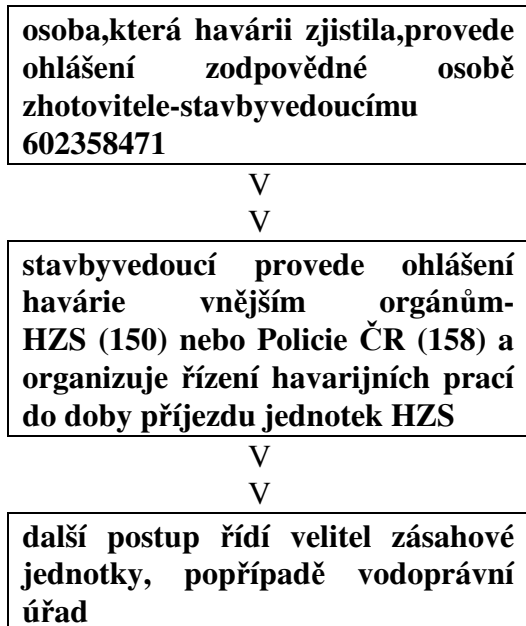 osoba,která havárii zjistila,provede
ohlášení zodpovědné osobě
zhotovitele-stavbyvedoucímu
602358471
V
V
stavbyvedoucí provede ohlášení
havárie vnějším orgánům-
HZS (150) nebo Policie ČR (158) a
organizuje řízení havarijních prací
do doby příjezdu jednotek HZS
V
V
další postup řídí velitel zásahové
jednotky, popřípadě vodoprávní
úřad